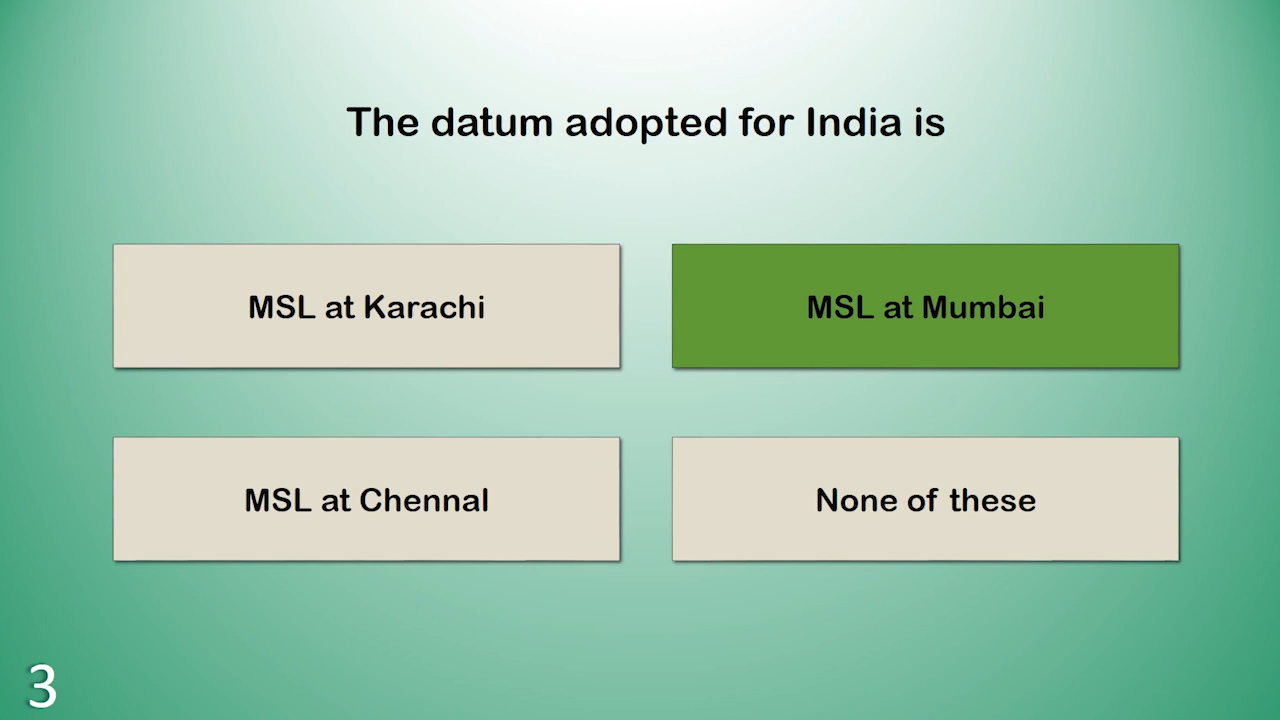 The datum adopted for India is
MSL at Karachi
MSL at Mumbai
MSL at Chennal
None of these
3